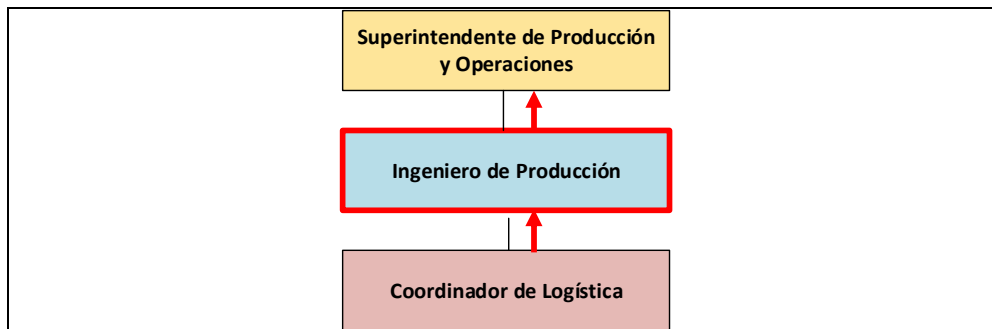 Superintendente de Producción
y Operaciones
Ingeniero de Producción
Coordinador de Logística